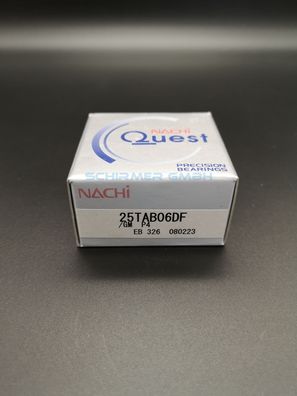 NACHi
Quest
PRECISION
BEARINGS
SCHIRMER GMBH
NACHi
25TAB06DF
/GM P4
EB 326 080223